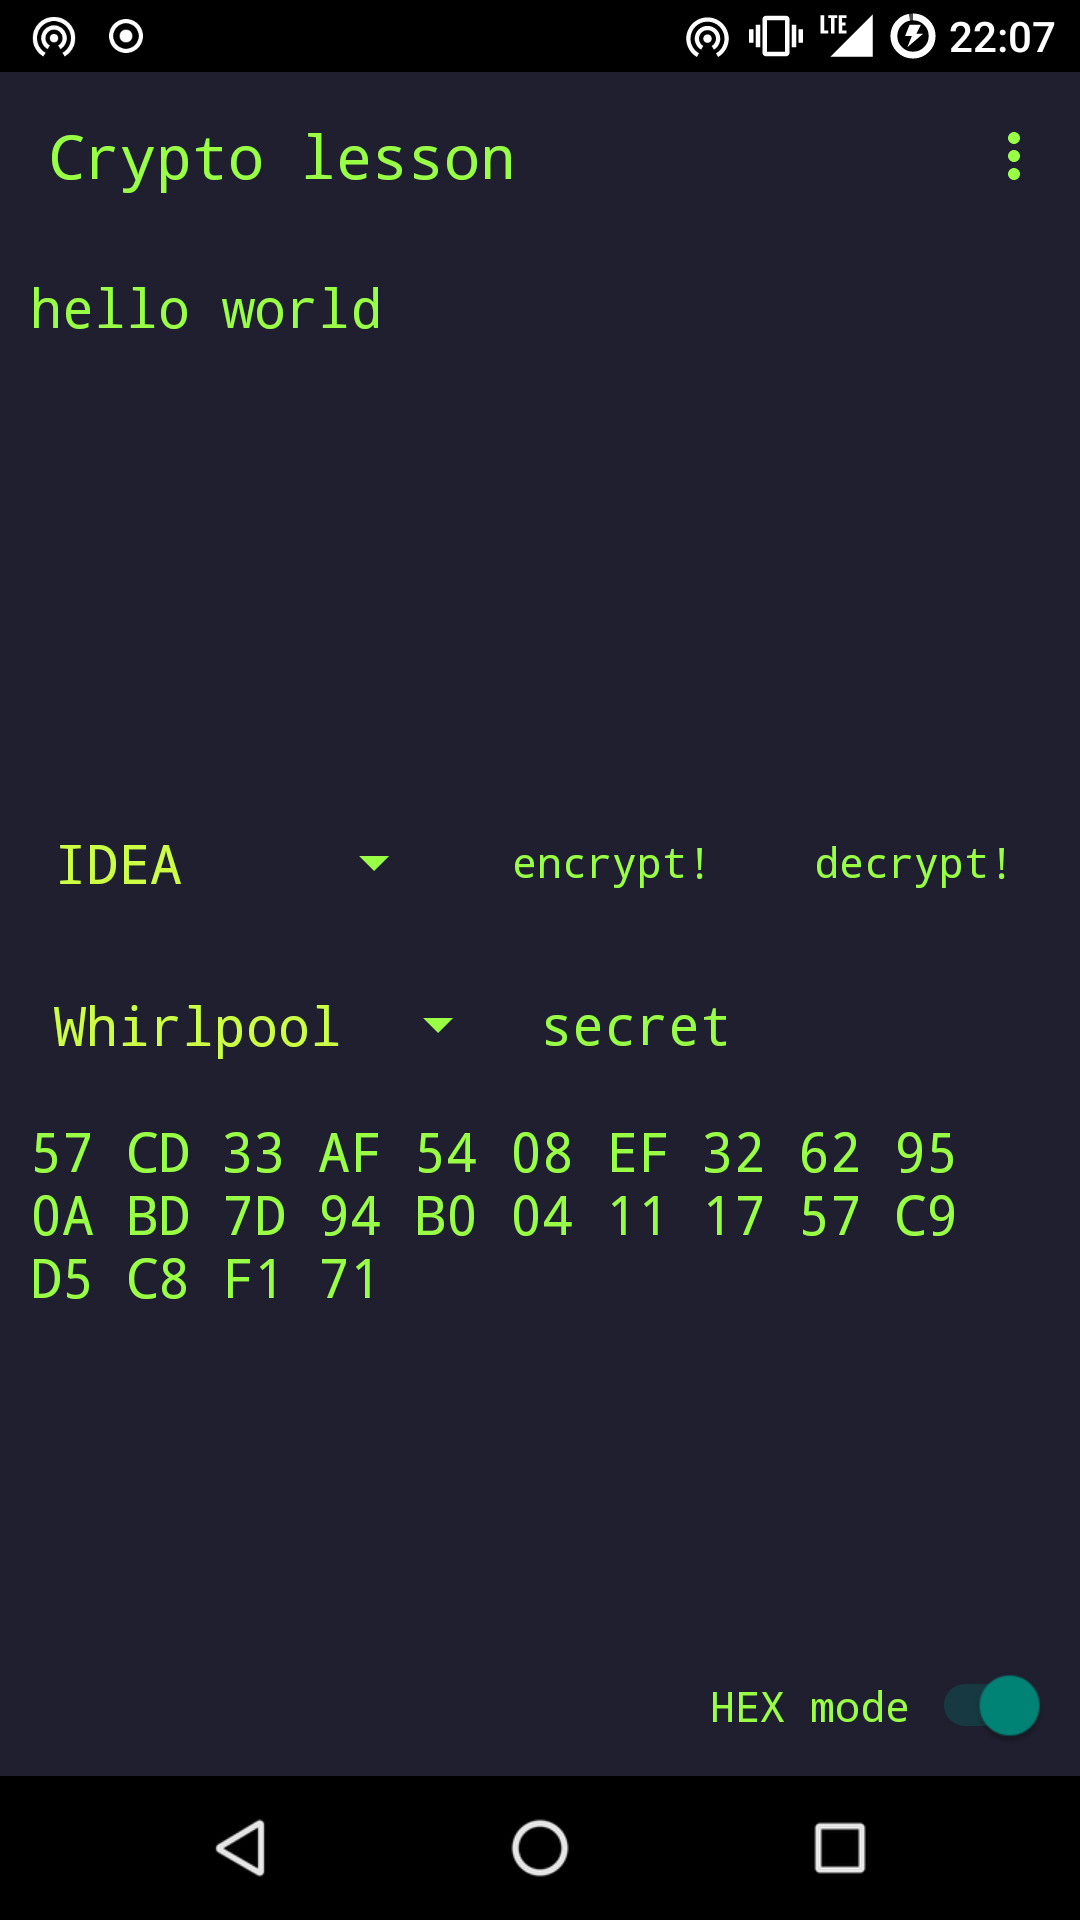 LTE 22:07
Crypto lesson
hello world
IDEA encrypt! decrypt!
Whirlpool secret
57 CD 33 AF 54 08 EF 32 62 95
0A BD 7D 94 B0 04 11 17 57 C9
D5 C8 F1 71
HEX mode